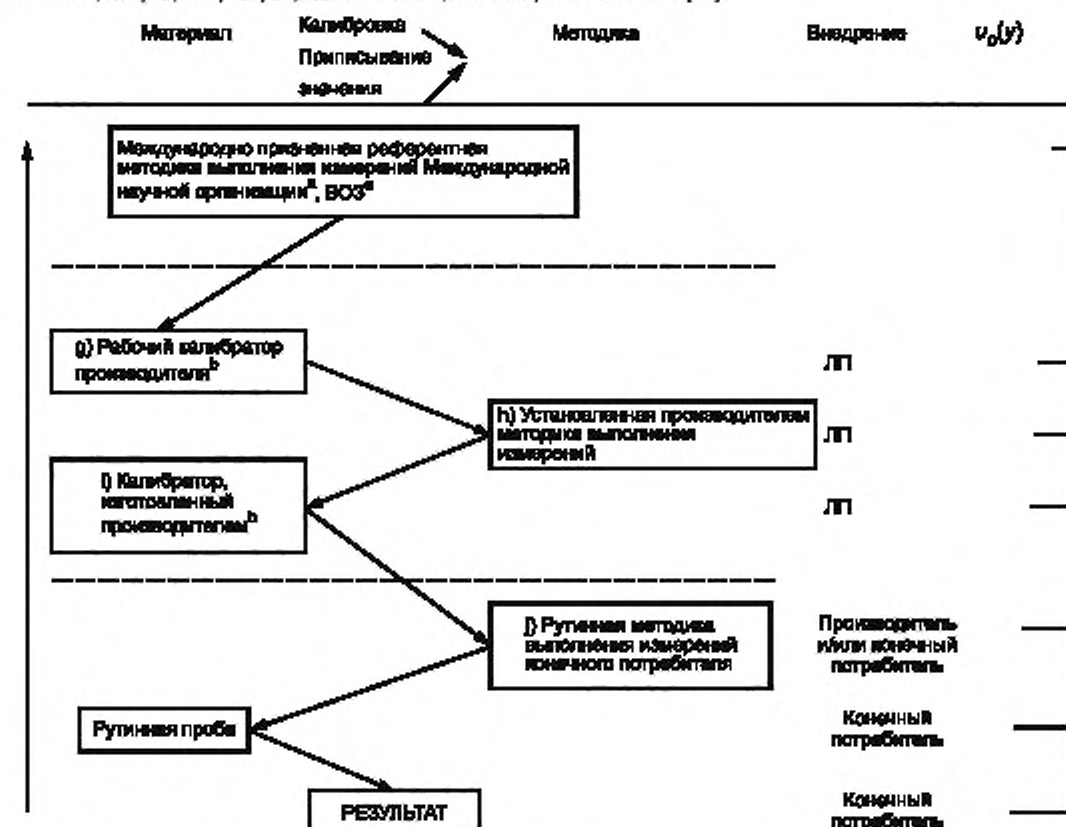 Материал
Калибровка
Приписывание
значения
Методика
Внедрение
u_c(y)
Международно признанная референтная
методика выполнения измерений Международной
научной организации^a, ВОЗ^a
g) Рабочий калибратор
производителя^b
ЛП
h) Установленная производителем
методика выполнения
измерений
ЛП
i) Калибратор,
изготовленный
производителем^b
ЛП
j) Рутинная методика
выполнения измерений
конечного потребителя
Производитель
и/или конечный
потребитель
Рутинная проба
Конечный
потребитель
РЕЗУЛЬТАТ
Конечный
потребитель